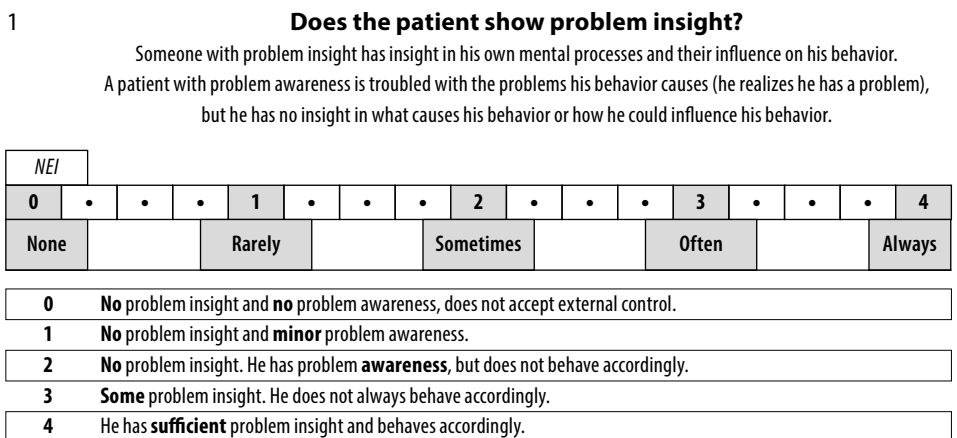 1 Does the patient show problem insight?
Someone with problem insight has insight in his own mental processes and their influence on his behavior.
A patient with problem awareness is troubled with the problems his behavior causes (he realizes he has a problem),
but he has no insight in what causes his behavior or how he could influence his behavior.
NEI
0 • • • 1 • • • 2 • • • 3 • • • 4
None Rarely Sometimes Often Always
0 No problem insight and no problem awareness, does not accept external control.
1 No problem insight and minor problem awareness.
2 No problem insight. He has problem awareness, but does not behave accordingly.
3 Some problem insight. He does not always behave accordingly.
4 He has sufficient problem insight and behaves accordingly.